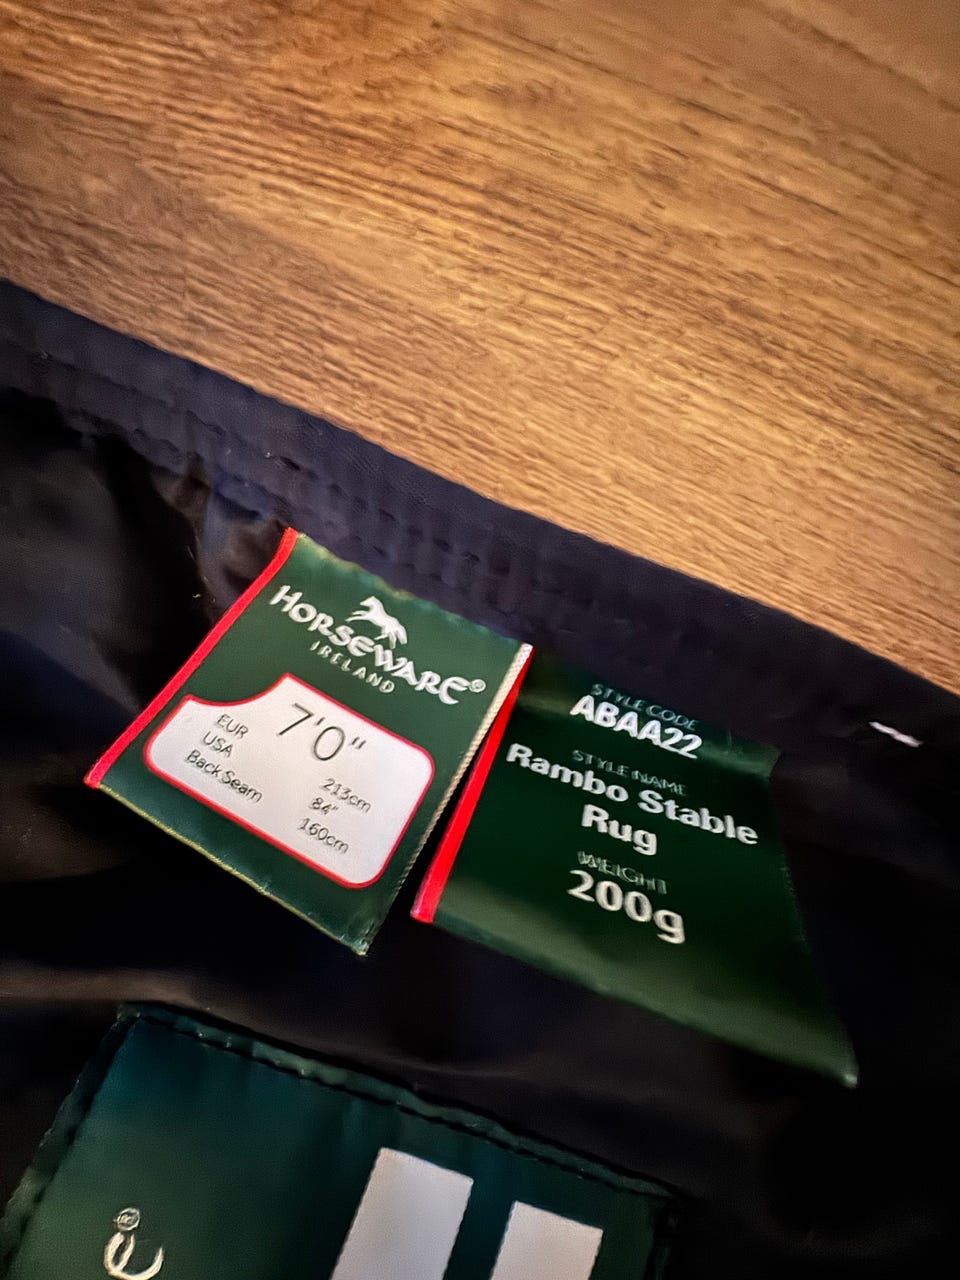 HORSEWARE®
IRELAND
7'0"
EUR 213cm
USA 84"
Back Seam 160cm
STYLE CODE
ABAA22
STYLE NAME
Rambo Stable
Rug
WEIGHT
200g